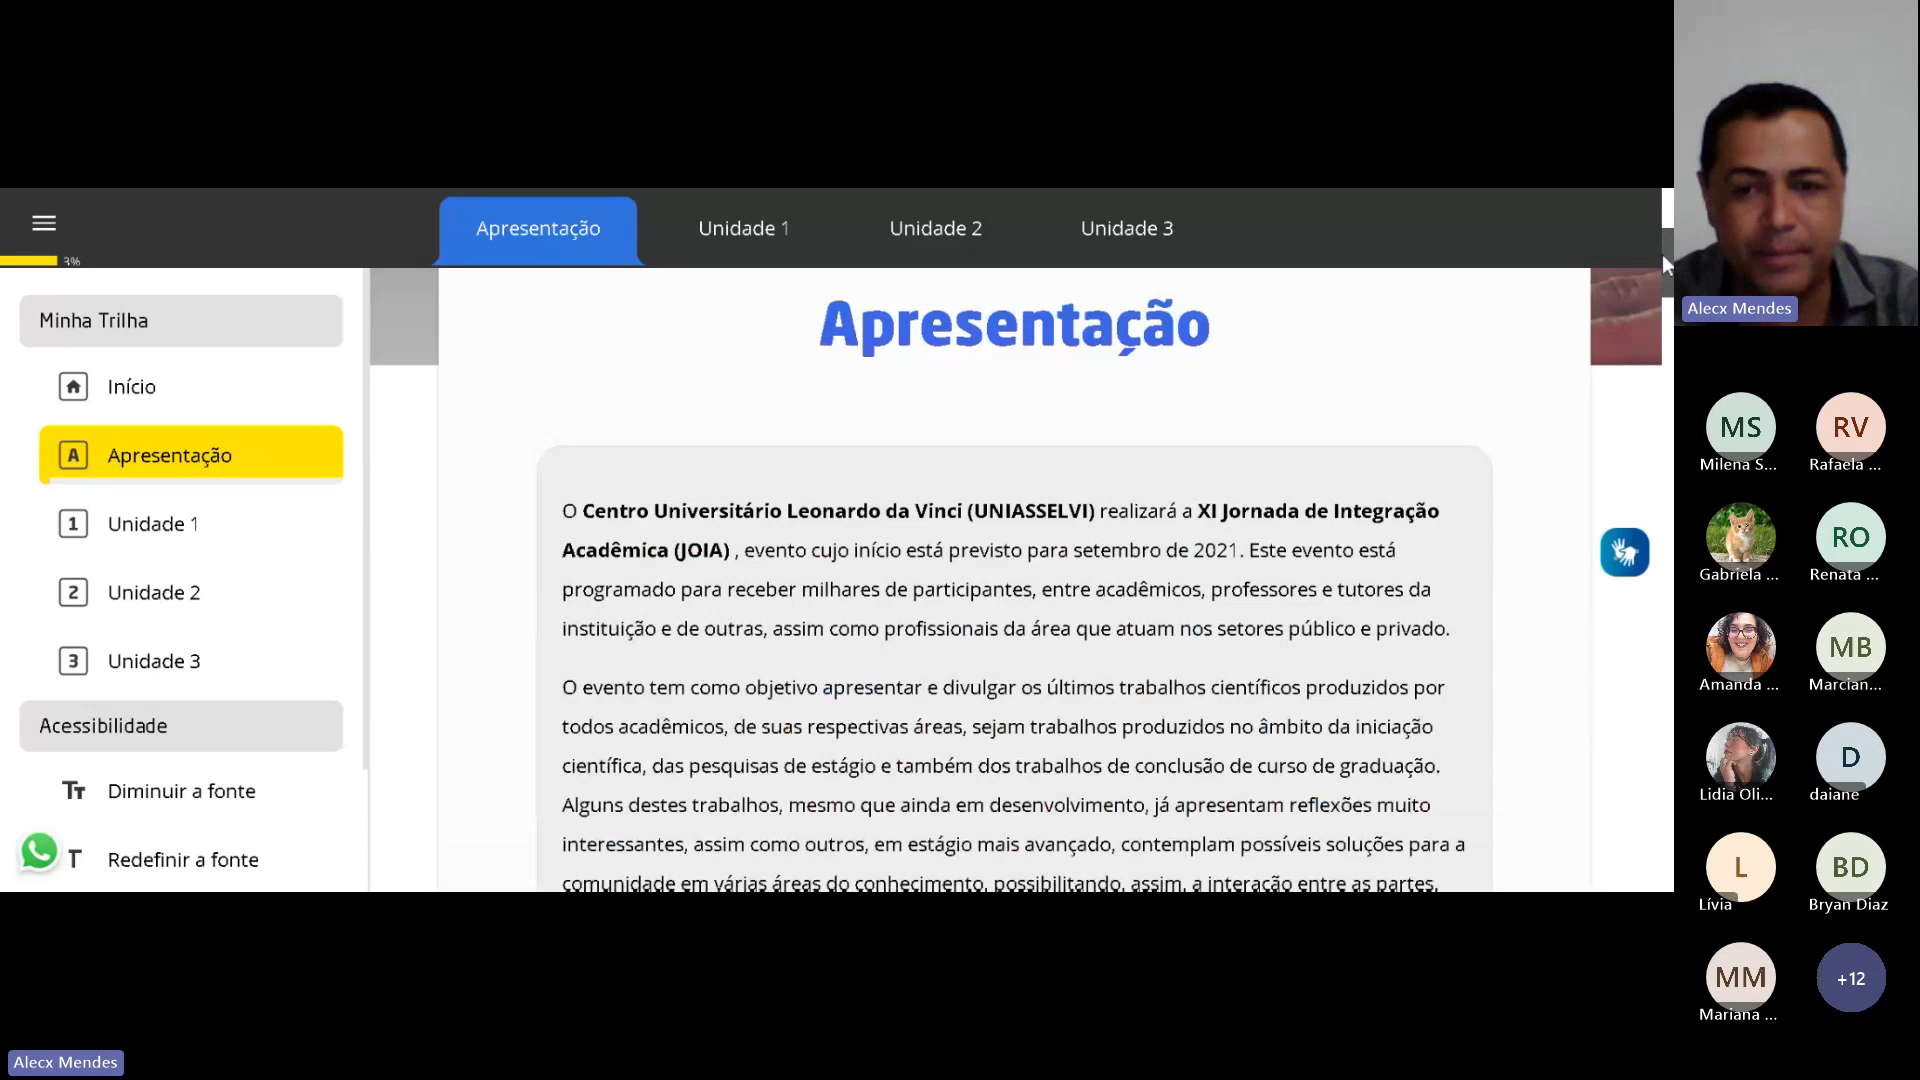 3%
Apresentação
Unidade 1
Unidade 2
Unidade 3
Minha Trilha
Início
A
Apresentação
1
Unidade 1
2
Unidade 2
3
Unidade 3
Acessibilidade
TT
Diminuir a fonte
T
Redefinir a fonte
Apresentação
O Centro Universitário Leonardo da Vinci (UNIASSELVI) realizará a XI Jornada de Integração
Acadêmica (JOIA) , evento cujo início está previsto para setembro de 2021. Este evento está
programado para receber milhares de participantes, entre acadêmicos, professores e tutores da
instituição e de outras, assim como profissionais da área que atuam nos setores público e privado.
O evento tem como objetivo apresentar e divulgar os últimos trabalhos científicos produzidos por
todos acadêmicos, de suas respectivas áreas, sejam trabalhos produzidos no âmbito da iniciação
científica, das pesquisas de estágio e também dos trabalhos de conclusão de curso de graduação.
Alguns destes trabalhos, mesmo que ainda em desenvolvimento, já apresentam reflexões muito
interessantes, assim como outros, em estágio mais avançado, contemplam possíveis soluções para a
comunidade em várias áreas do conhecimento, possibilitando, assim, a interação entre as partes,
Alecx Mendes
MS
Milena S...
RV
Rafaela ...
Gabriela ...
RO
Renata ...
Amanda ...
MB
Marcian...
Lidia Oli...
D
daiane
L
Lívia
BD
Bryan Diaz
MM
Mariana ...
+12
Alecx Mendes